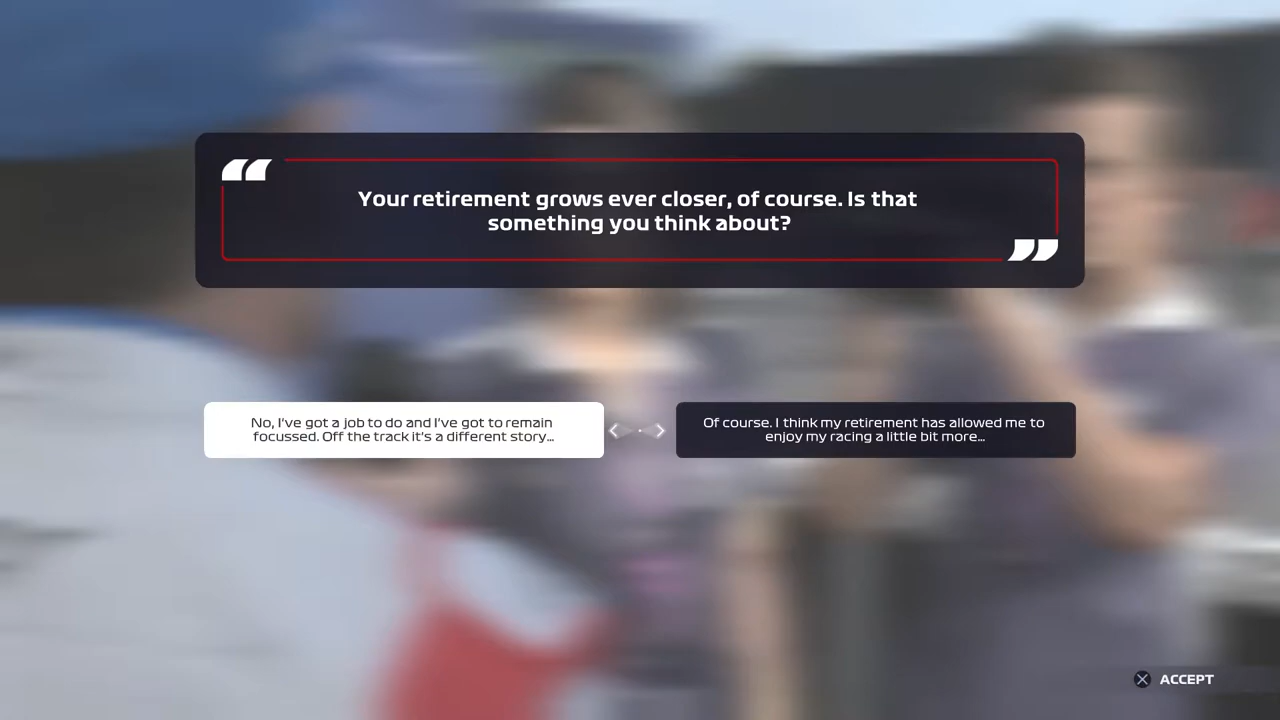 Your retirement grows ever closer, of course. Is that
something you think about?
No, I've got a job to do and I've got to remain
focussed. Off the track it's a different story...
Of course. I think my retirement has allowed me to
enjoy my racing a little bit more...
ACCEPT